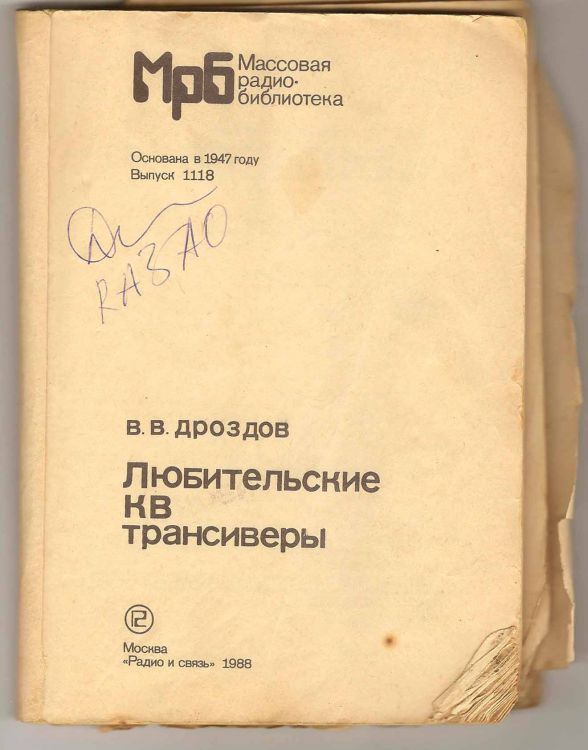 Мрб Массовая
радио-
библиотека
Основана в 1947 году
Выпуск 1118
RA3AO
В. В. Дроздов
Любительские
КВ
трансиверы
Москва
«Радио и связь» 1988